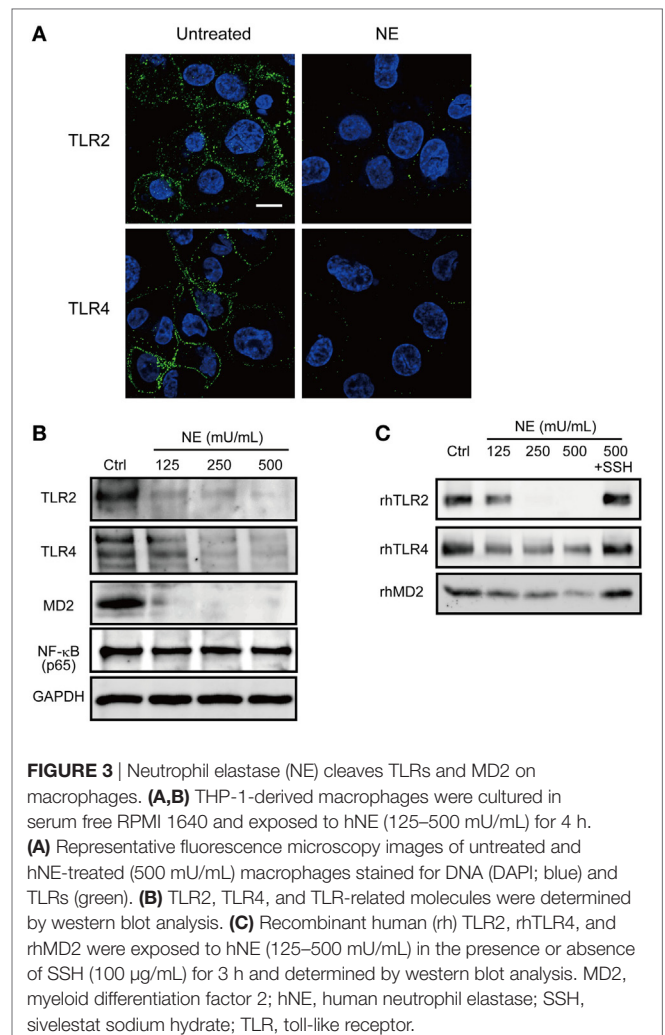 A
Untreated NE
TLR2
TLR4
B
NE (mU/mL)
Ctrl 125 250 500
TLR2
TLR4
MD2
NF-κB
(p65)
GAPDH
C
NE (mU/mL)
Ctrl 125 250 500 500
+SSH
rhTLR2
rhTLR4
rhMD2
FIGURE 3 | Neutrophil elastase (NE) cleaves TLRs and MD2 on
macrophages. (A,B) THP-1-derived macrophages were cultured in
serum free RPMI 1640 and exposed to hNE (125–500 mU/mL) for 4 h.
(A) Representative fluorescence microscopy images of untreated and
hNE-treated (500 mU/mL) macrophages stained for DNA (DAPI; blue) and
TLRs (green). (B) TLR2, TLR4, and TLR-related molecules were determined
by western blot analysis. (C) Recombinant human (rh) TLR2, rhTLR4, and
rhMD2 were exposed to hNE (125–500 mU/mL) in the presence or absence
of SSH (100 μg/mL) for 3 h and determined by western blot analysis. MD2,
myeloid differentiation factor 2; hNE, human neutrophil elastase; SSH,
sivelestat sodium hydrate; TLR, toll-like receptor.